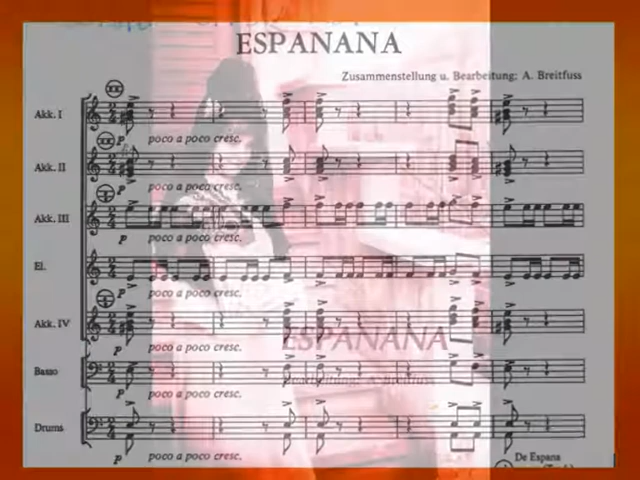 ESPANANA
Zusammenstellung u. Bearbeitung: A. Breitfuss
Akk. I
p poco a poco cresc.
Akk. II
p poco a poco cresc.
Akk. III
p poco a poco cresc.
El.
p poco a poco cresc.
ESPANANA
Akk. IV
p poco a poco cresc.
Bearbeitung: A. Breitfuss
Basso
p poco a poco cresc.
Drums
p poco a poco cresc.
De Espana